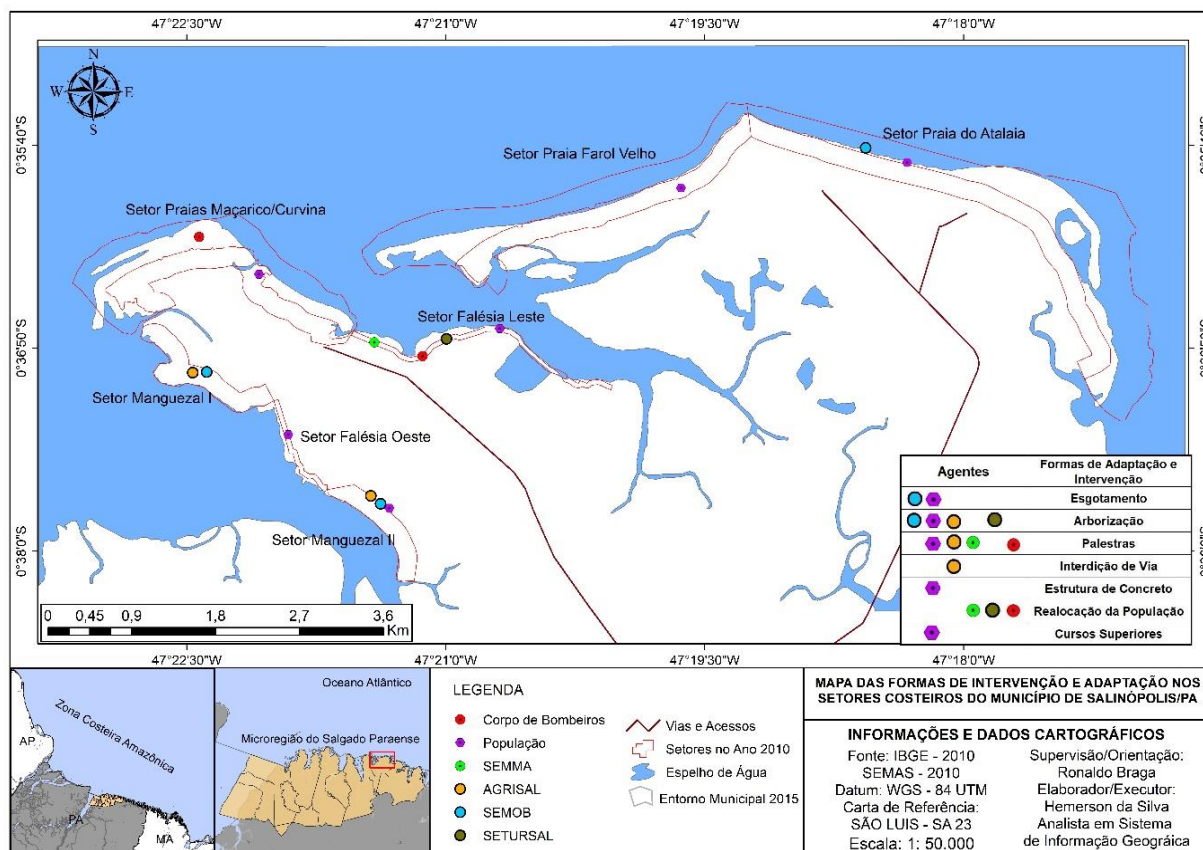 47°22'30"W
47°21'0"W
47°19'30"W
47°18'0"W
N
W
E
S
0°35'40"S
0°36'50"S
0°38'0"S
Setor Praia do Atalaia
Setor Praia Farol Velho
Setor Praias Maçarico/Curvina
Setor Falésia Leste
Setor Manguezal I
Setor Falésia Oeste
Setor Manguezal II
Agentes
Formas de Adaptação e
Intervenção
Esgotamento
Arborização
Palestras
Interdição de Via
Estrutura de Concreto
Realocação da População
Cursos Superiores
0 0,45 0,9 1,8 2,7 3,6
Km
47°22'30"W
47°21'0"W
47°19'30"W
47°18'0"W
AP
Zona Costeira Amazônica
PA
MA
Oceano Atlântico
Microregião do Salgado Paraense
LEGENDA
Corpo de Bombeiros
População
SEMMA
AGRISAL
SEMOB
SETURSAL
Vias e Acessos
Setores no Ano 2010
Espelho de Água
Entorno Municipal 2015
MAPA DAS FORMAS DE INTERVENÇÃO E ADAPTAÇÃO NOS
SETORES COSTEIROS DO MUNICÍPIO DE SALINÓPOLIS/PA
INFORMAÇÕES E DADOS CARTOGRÁFICOS
Fonte: IBGE - 2010
SEMAS - 2010
Datum: WGS - 84 UTM
Carta de Referência:
SÃO LUIS - SA 23
Escala: 1: 50.000
Supervisão/Orientação:
Ronaldo Braga
Elaborador/Executor:
Hemerson da Silva
Analista em Sistema
de Informação Geográica